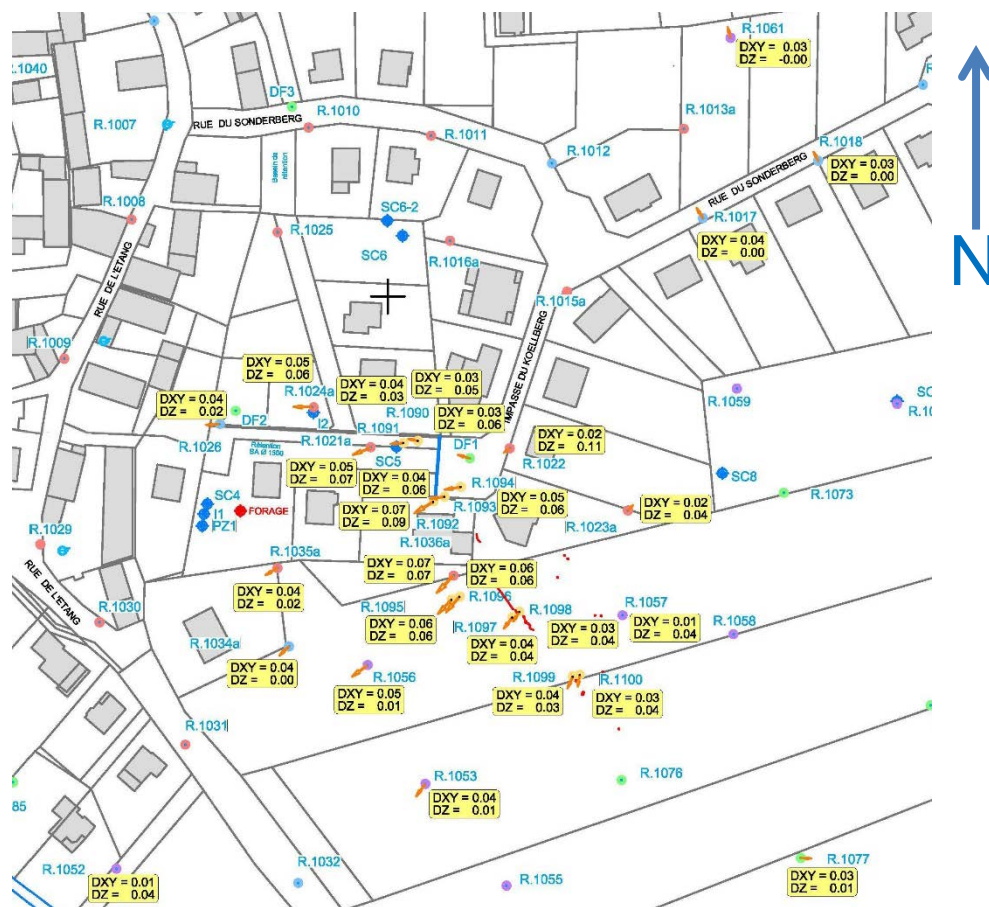 R.1061
DXY = 0.03
DZ = -0.00
R.1040
R.1007
DF3
RUE DU SONDERBERG
R.1010
R.1011
R.1012
R.1013a
R.1018
DXY = 0.03
DZ = 0.00
RUE DU SONDERBERG
N
Bassin de
rétention
R.1008
R.1025
SC6-2
SC6
R.1016a
R.1017
DXY = 0.04
DZ = 0.00
RUE DE L'ETANG
R.1015a
R.1009
IMPASSE DU KOELLBERG
DXY = 0.05
DZ = 0.06
R.1024a
DXY = 0.04
DZ = 0.03
DXY = 0.03
DZ = 0.05
R.1059
DXY = 0.04
DZ = 0.02
DF2
I2
R.1090
DXY = 0.03
DZ = 0.06
R.1091
R.1026
Rétention
R.1021a
SC5
DF1
DXY = 0.02
DZ = 0.11
R.1022
DXY = 0.05
DZ = 0.07
DXY = 0.04
DZ = 0.06
SC8
R.1094
R.1073
SC4
I1
PZ1
FORAGE
DXY = 0.07
DZ = 0.09
R.1093
DXY = 0.05
DZ = 0.06
DXY = 0.02
DZ = 0.04
R.1092
R.1023a
R.1029
R.1036a
R.1035a
DXY = 0.07
DZ = 0.07
DXY = 0.06
DZ = 0.06
DXY = 0.04
DZ = 0.02
RUE DE L'ETANG
R.1030
R.1095
R.1096
R.1098
R.1057
R.1058
R.1097
DXY = 0.06
DZ = 0.06
DXY = 0.03
DZ = 0.04
DXY = 0.01
DZ = 0.04
R.1034a
DXY = 0.04
DZ = 0.04
DXY = 0.04
DZ = 0.00
R.1056
DXY = 0.05
DZ = 0.01
R.1099
R.1100
DXY = 0.04
DZ = 0.03
DXY = 0.03
DZ = 0.04
R.1031
R.1053
DXY = 0.04
DZ = 0.01
R.1076
85
R.1052
DXY = 0.01
DZ = 0.04
R.1032
R.1055
R.1077
DXY = 0.03
DZ = 0.01